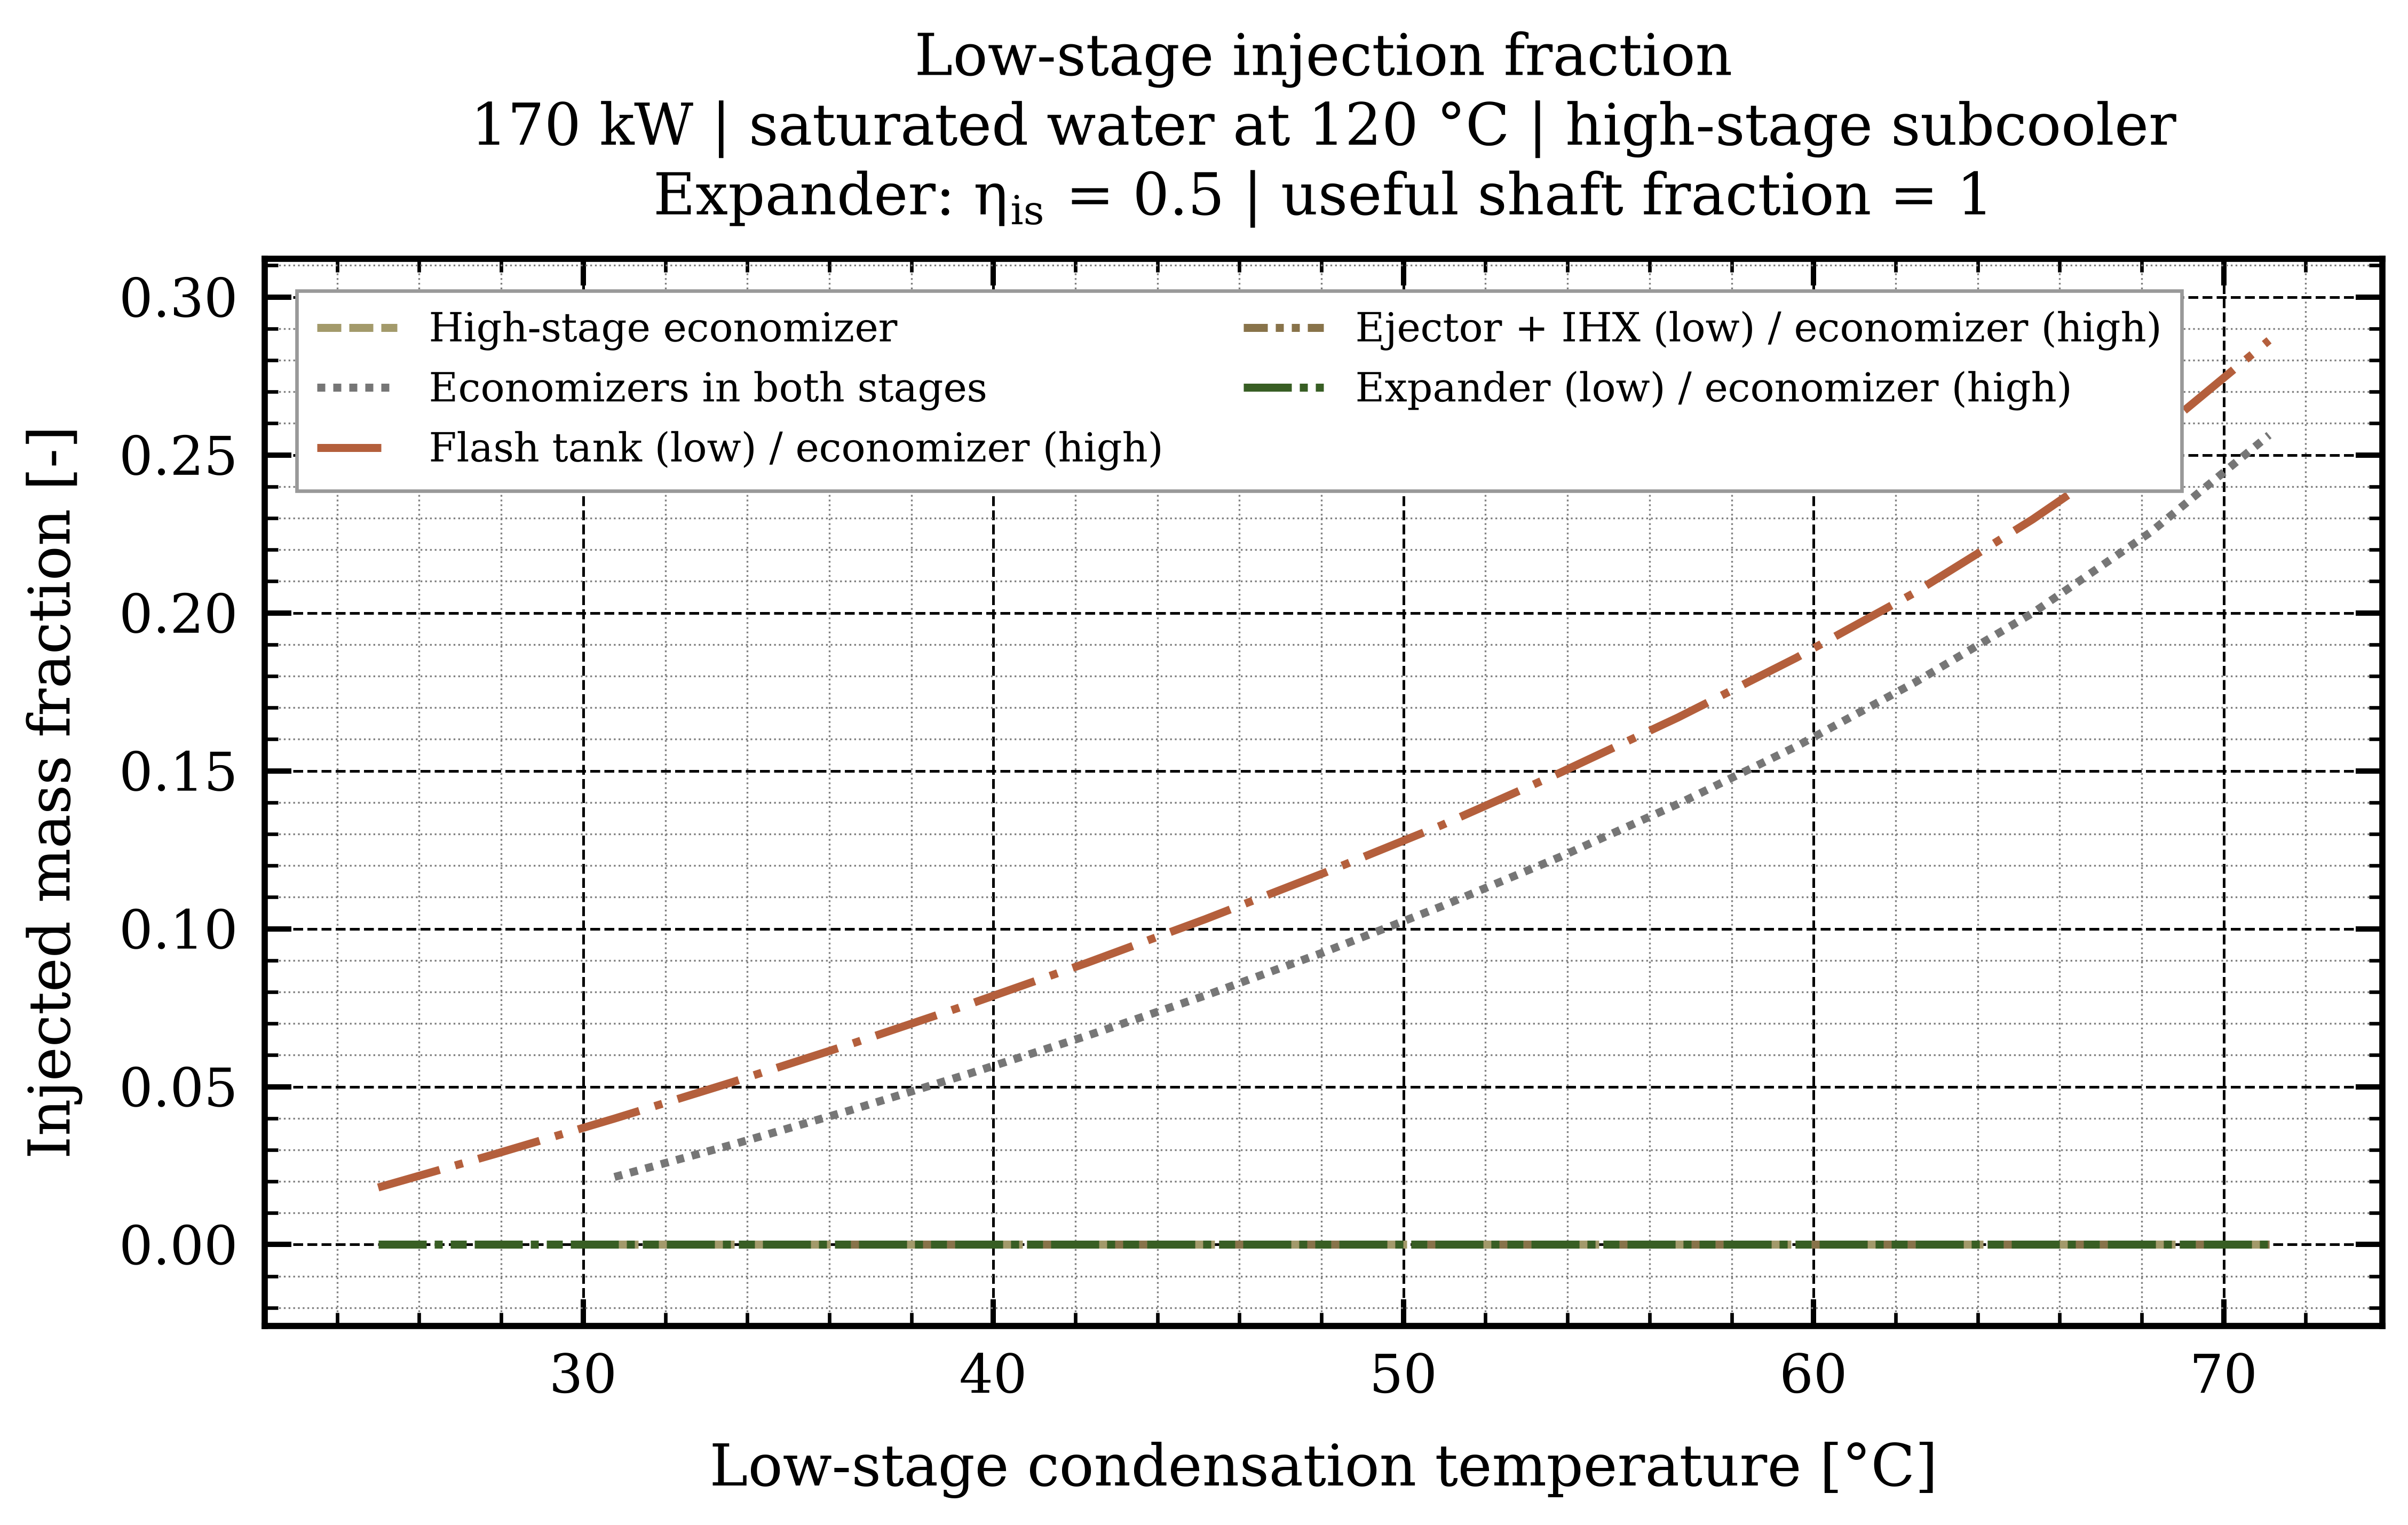 Low-stage injection fraction
170 kW | saturated water at 120 °C | high-stage subcooler
Expander: ηis = 0.5 | useful shaft fraction = 1
0.30
0.25
0.20
0.15
0.10
0.05
0.00
Injected mass fraction [-]
High-stage economizer
Economizers in both stages
Flash tank (low) / economizer (high)
Ejector + IHX (low) / economizer (high)
Expander (low) / economizer (high)
30 40 50 60 70
Low-stage condensation temperature [°C]